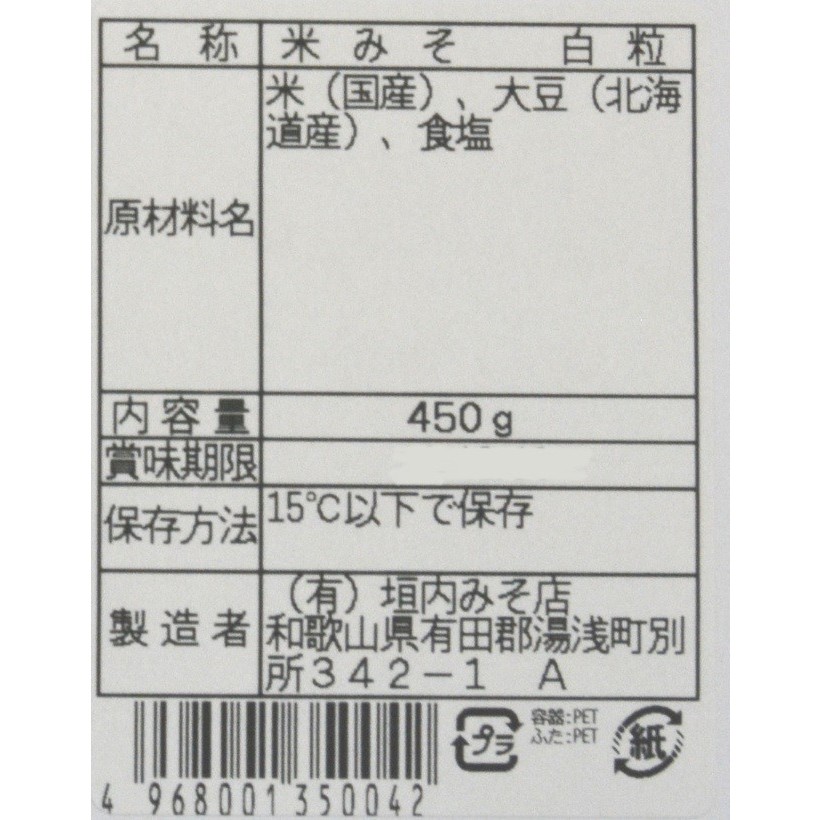 名称 米みそ 白粒
原材料名 米（国産）、大豆（北海
道産）、食塩
内容量 450g
賞味期限
保存方法 15℃以下で保存
製造者 （有）垣内みそ店
和歌山県有田郡湯浅町別
所３４２−１ A
プラ
容器:PET
ふた:PET
紙
4 968001 350042